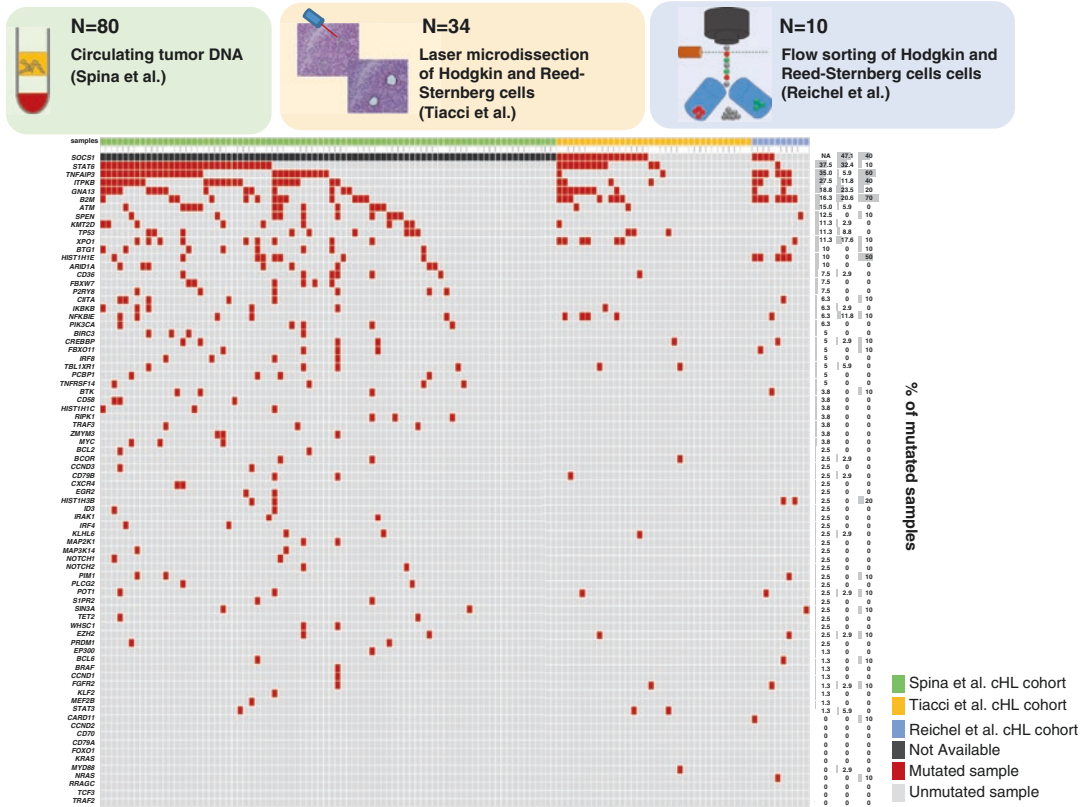 N=80
Circulating tumor DNA
(Spina et al.)
N=34
Laser microdissection
of Hodgkin and Reed-
Sternberg cells
(Tiacci et al.)
N=10
Flow sorting of Hodgkin and
Reed-Sternberg cells cells
(Reichel et al.)
samples
SOCS1 NA 47.1 40
STAT6 37.5 32.4 10
TNFAIP3 35.0 5.9 60
ITPKB 27.5 11.8 40
GNA13 18.8 23.5 20
B2M 16.3 20.6 70
ATM 15.0 5.9 0
SPEN 12.5 0 10
KMT2D 11.3 2.9 0
TP53 11.3 8.8 0
XPO1 11.3 17.6 10
BTG1 10 0 10
HIST1H1E 10 0 50
ARID1A 10 0 0
CD36 7.5 2.9 0
FBXW7 7.5 0 0
P2RY8 7.5 0 0
CIITA 6.3 0 10
IKBKB 6.3 2.9 0
NFKBIE 6.3 11.8 10
PIK3CA 6.3 0 0
BIRC3 5 0 0
CREBBP 5 2.9 10
FBXO11 5 0 10
IRF8 5 0 0
TBL1XR1 5 5.9 0
PCBP1 5 0 0
TNFRSF14 5 0 0
BTK 3.8 0 10
CD58 3.8 0 0
HIST1H1C 3.8 0 0
RIPK1 3.8 0 0
TRAF3 3.8 0 0
ZMYM3 3.8 0 0
MYC 3.8 0 0
BCL2 2.5 0 0
BCOR 2.5 2.9 0
CCND3 2.5 0 0
CD79B 2.5 2.9 0
CXCR4 2.5 0 0
EGR2 2.5 0 0
HIST1H3B 2.5 0 20
ID3 2.5 0 0
IRAK1 2.5 0 0
IRF4 2.5 0 0
KLHL6 2.5 2.9 0
MAP2K1 2.5 0 0
MAP3K14 2.5 0 0
NOTCH1 2.5 0 0
NOTCH2 2.5 0 0
PIM1 2.5 0 10
PLCG2 2.5 0 0
POT1 2.5 2.9 10
S1PR2 2.5 0 0
SIN3A 2.5 0 10
TET2 2.5 0 0
WHSC1 2.5 0 0
EZH2 2.5 2.9 10
PRDM1 2.5 0 0
EP300 1.3 0 0
BCL6 1.3 0 10
BRAF 1.3 0 0
CCND1 1.3 0 0
FGFR2 1.3 2.9 10
KLF2 1.3 0 0
MEF2B 1.3 0 0
STAT3 1.3 5.9 0
CARD11 0 0 10
CCND2 0 0 0
CD70 0 0 0
CD79A 0 0 0
FOXO1 0 0 0
KRAS 0 0 0
MYD88 0 2.9 0
NRAS 0 0 10
RRAGC 0 0 0
TCF3 0 0 0
TRAF2 0 0 0
% of mutated samples
Spina et al. cHL cohort
Tiacci et al. cHL cohort
Reichel et al. cHL cohort
Not Available
Mutated sample
Unmutated sample